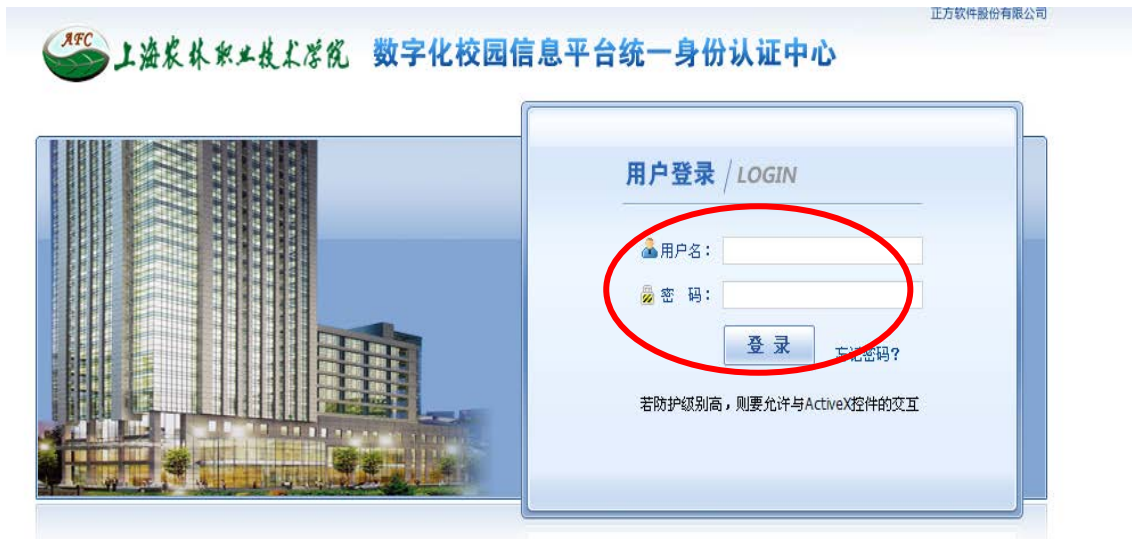 正方软件股份有限公司
AFC
上海农林职业技术学院 数字化校园信息平台统一身份认证中心
用户登录 / LOGIN
用户名：
密 码：
登 录 忘记密码?
若防护级别高，则要允许与ActiveX控件的交互